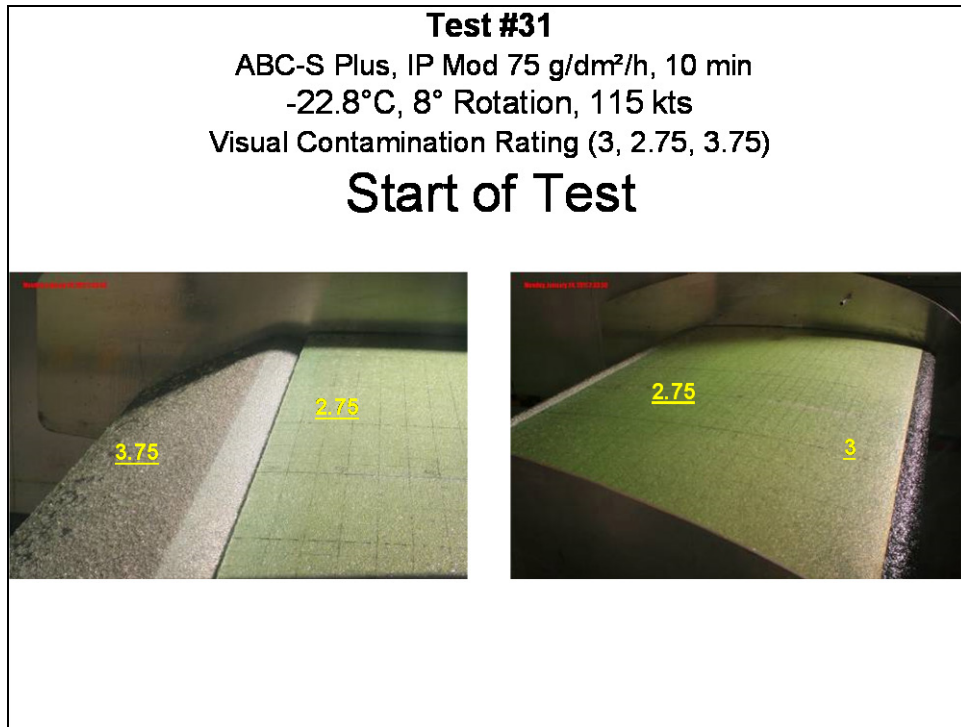 Test #31
ABC-S Plus, IP Mod 75 g/dm²/h, 10 min
-22.8°C, 8° Rotation, 115 kts
Visual Contamination Rating (3, 2.75, 3.75)
Start of Test
3.75
2.75
2.75
3